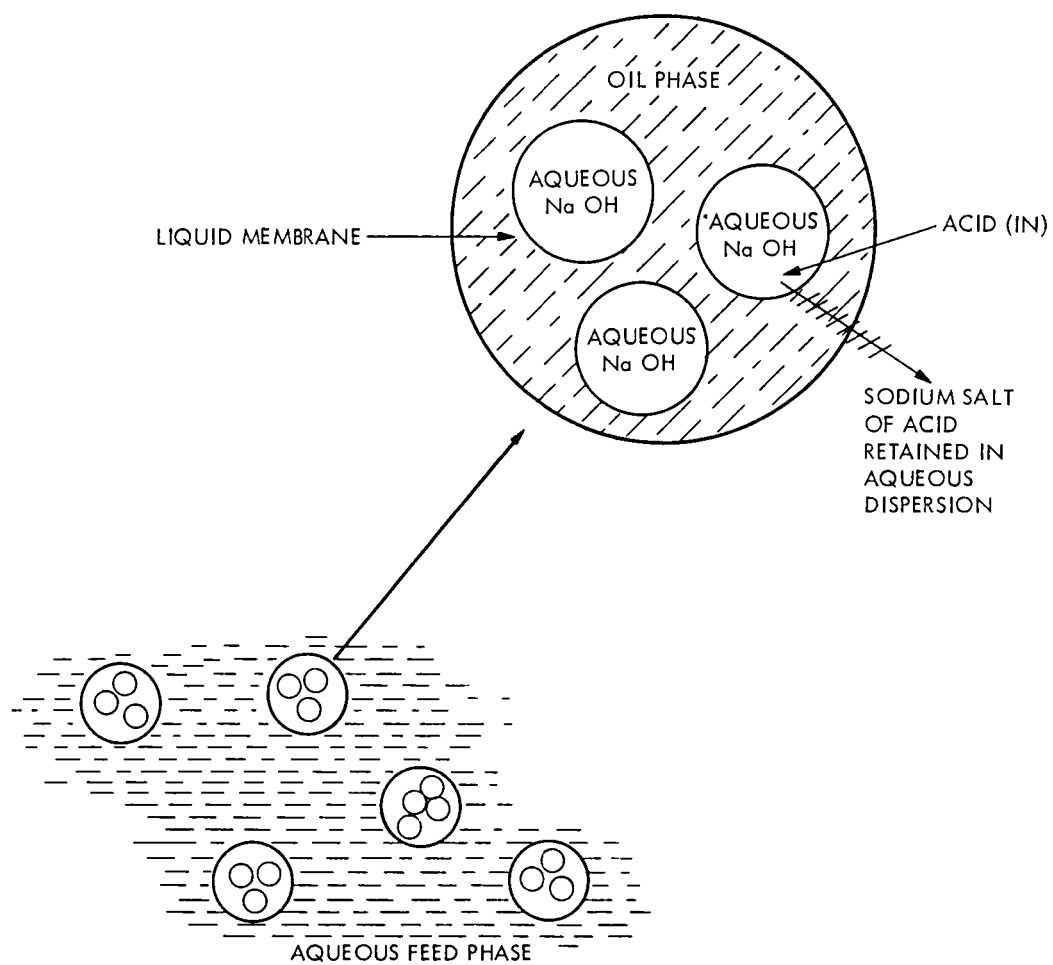 OIL PHASE
AQUEOUS
Na OH
AQUEOUS
Na OH
AQUEOUS
Na OH
LIQUID MEMBRANE
ACID (IN)
SODIUM SALT
OF ACID
RETAINED IN
AQUEOUS
DISPERSION
AQUEOUS FEED PHASE